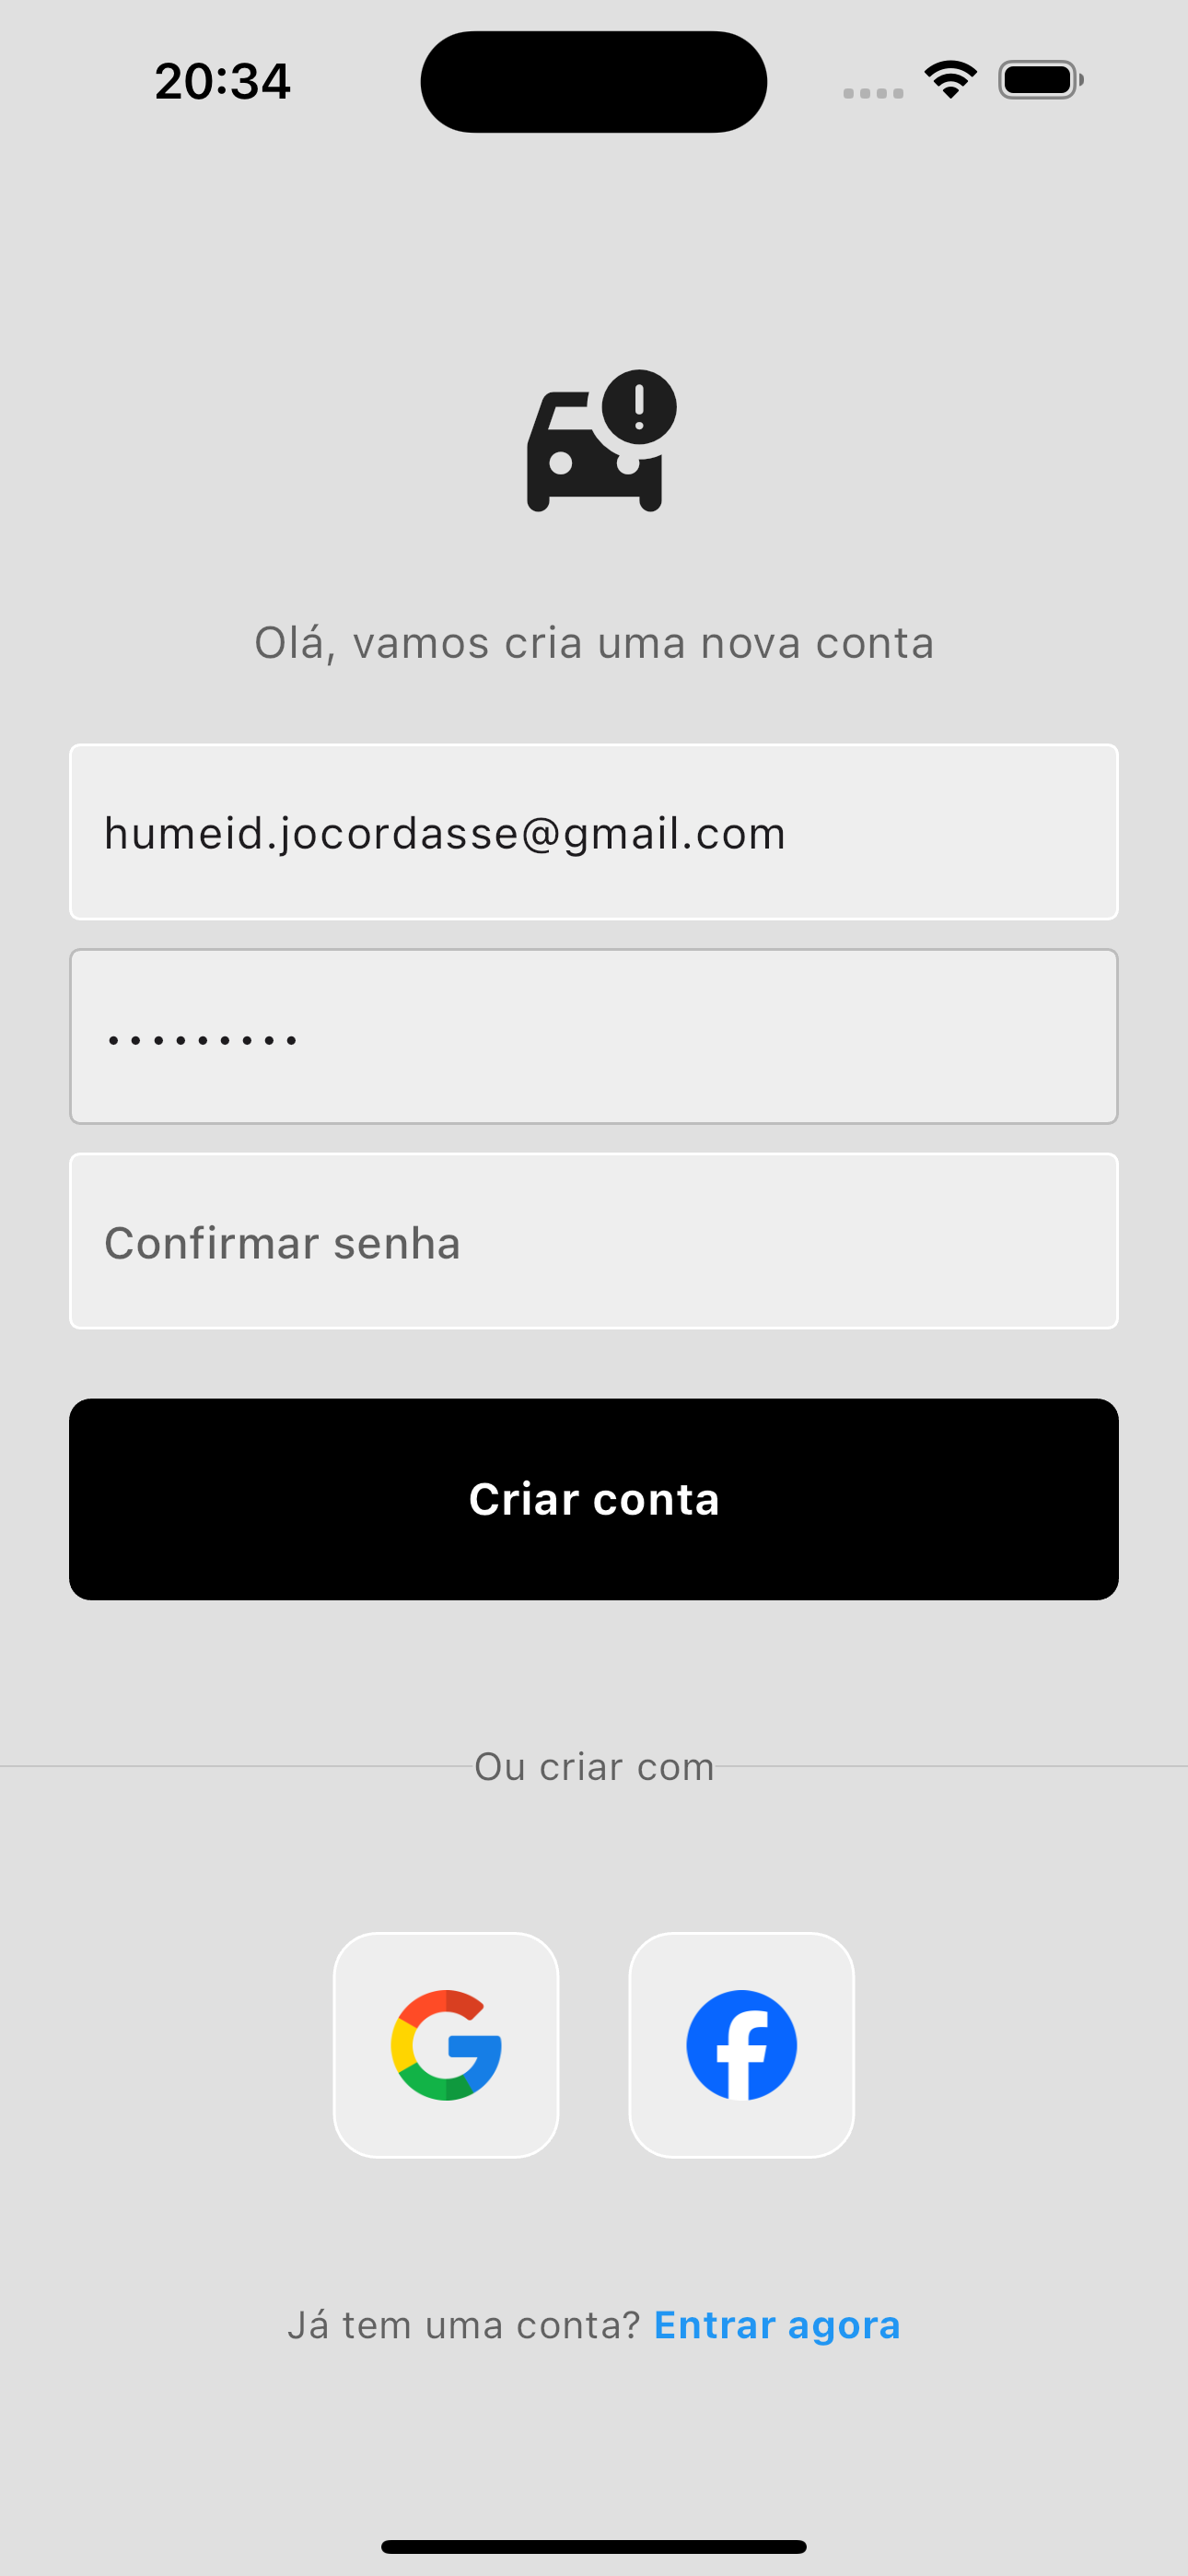 20:34
Olá, vamos cria uma nova conta
humeid.jocordasse@gmail.com
•••••••••
Confirmar senha
Criar conta
Ou criar com
Já tem uma conta? Entrar agora